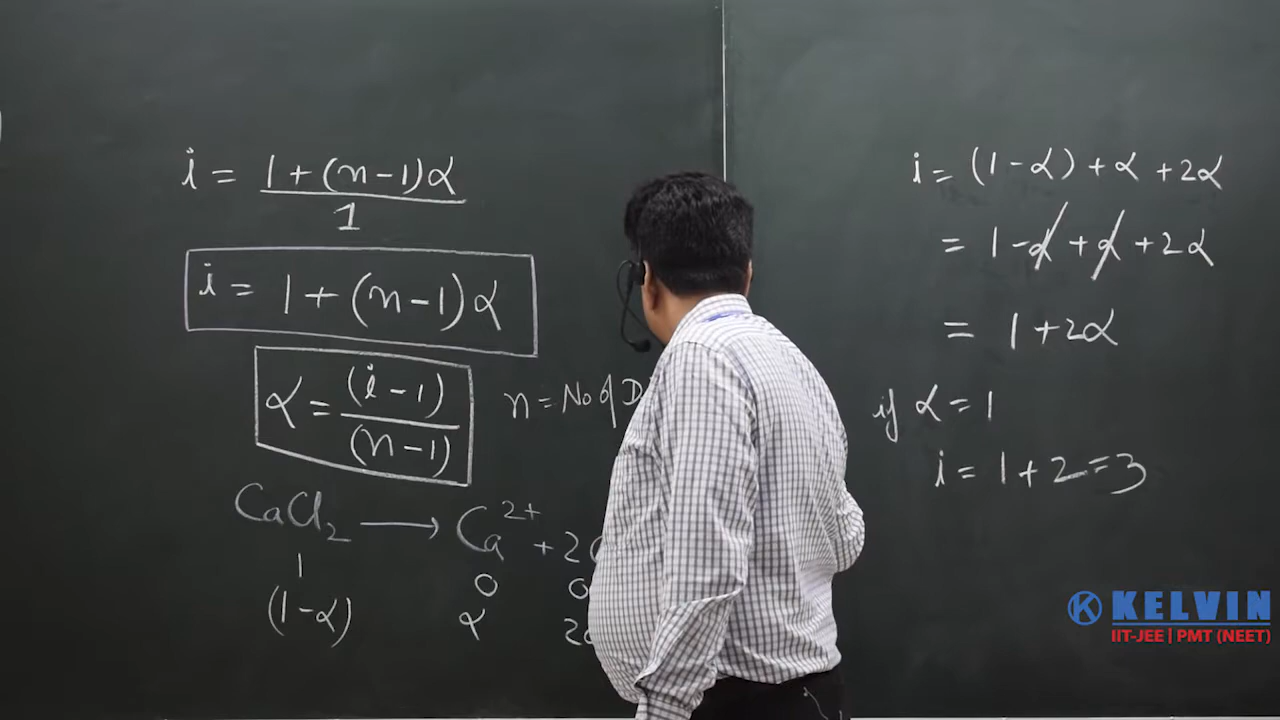 i = 1+(n-1)α
1
i = 1+(n-1)α
α = (i-1)
(n-1)
n = No of
CaCl₂ ⟶ Ca²⁺ + 2
1 0 0
(1-α) α 2
i = (1-α) + α + 2α
= 1-α+α+2α
= 1+2α
if α = 1
i = 1+2=3
KELVIN
IIT-JEE | PMT (NEET)